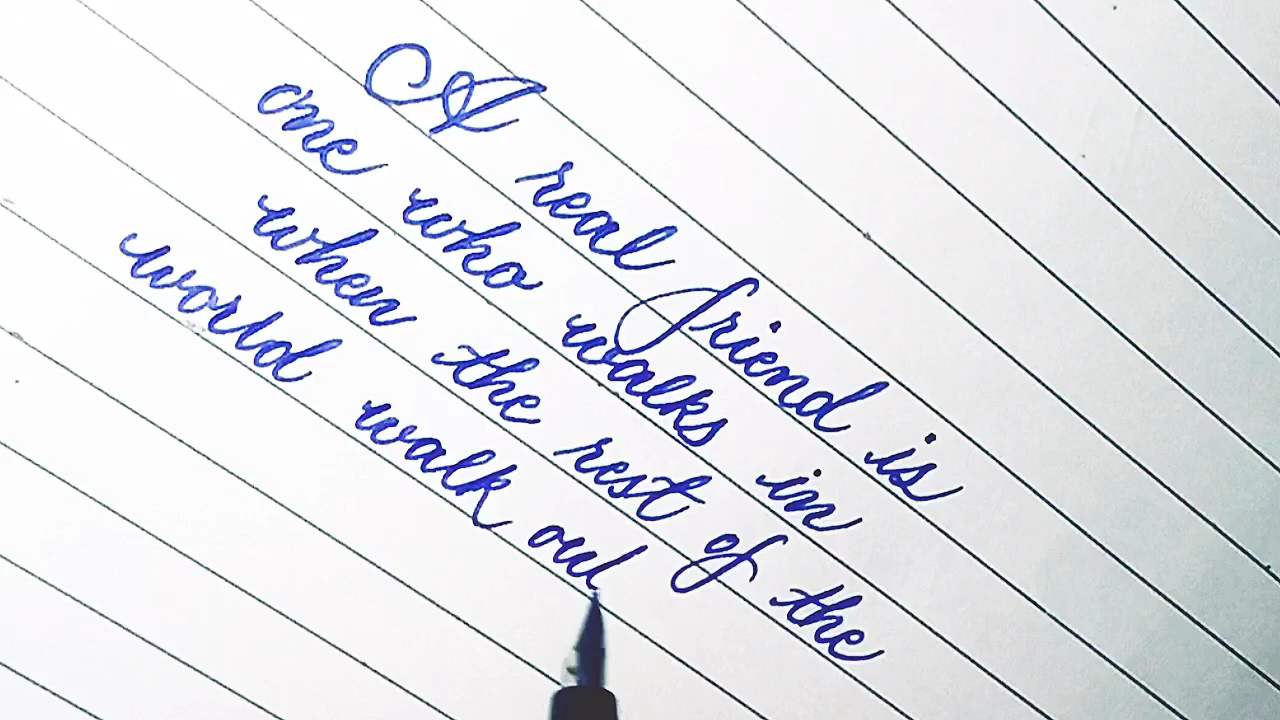 A real friend is
one who walks in
when the rest of the
world walk out